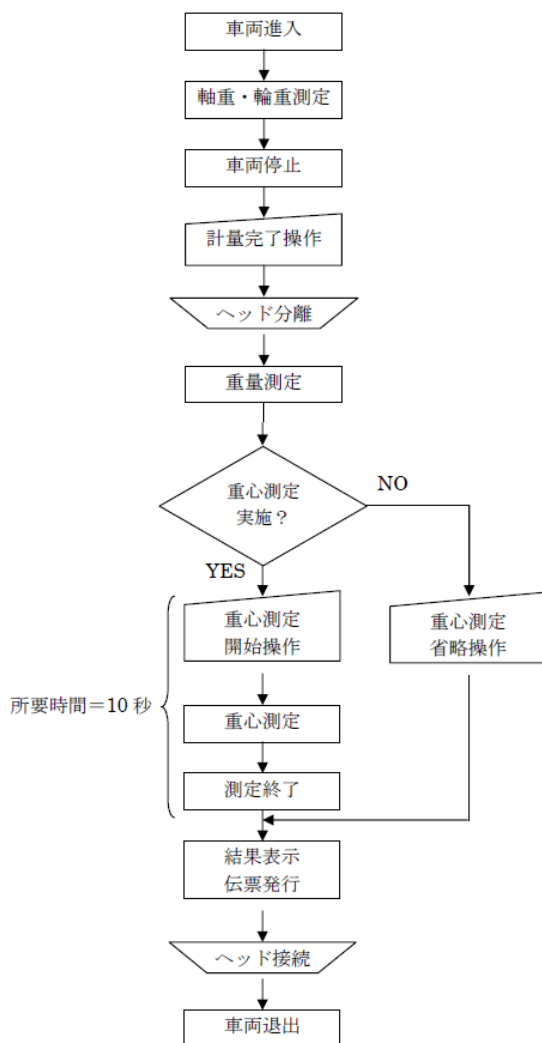 車両進入
軸重・輪重測定
車両停止
計量完了操作
ヘッド分離
重量測定
重心測定
実施？
NO
YES
重心測定
開始操作
重心測定
省略操作
所要時間＝10 秒
重心測定
測定終了
結果表示
伝票発行
ヘッド接続
車両退出